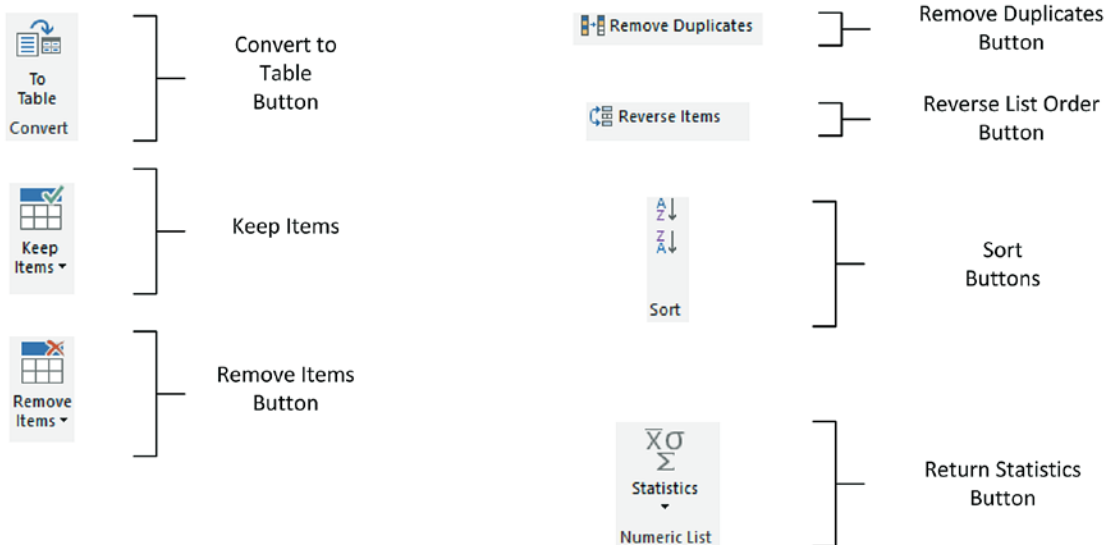 To
Table
Convert
Convert to
Table
Button
Keep
Items
Keep Items
Remove
Items
Remove Items
Button
Remove Duplicates
Remove Duplicates
Button
Reverse Items
Reverse List Order
Button
A
Z
Z
A
Sort
Sort
Buttons
X̅σ
Σ
Statistics
Numeric List
Return Statistics
Button